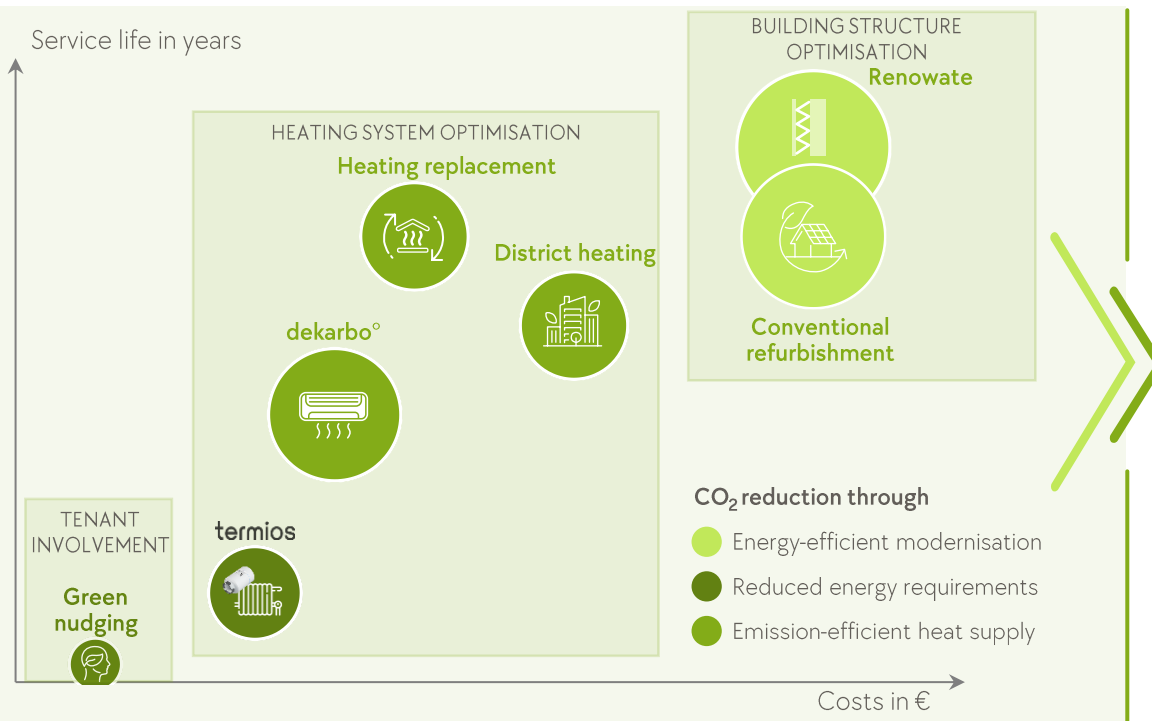 Service life in years
BUILDING STRUCTURE
OPTIMISATION
Renowate
HEATING SYSTEM OPTIMISATION
Heating replacement
District heating
dekarbo°
Conventional
refurbishment
TENANT
INVOLVEMENT
Green
nudging
termios
CO₂ reduction through
Energy-efficient modernisation
Reduced energy requirements
Emission-efficient heat supply
Costs in €